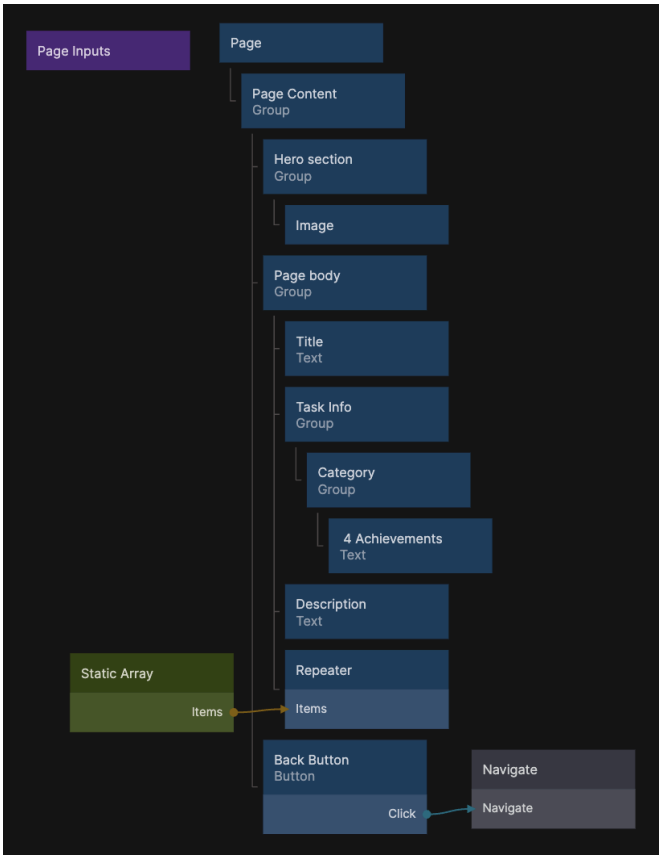 Page Inputs
Page
Page Content
Group
Hero section
Group
Image
Page body
Group
Title
Text
Task Info
Group
Category
Group
4 Achievements
Text
Description
Text
Static Array
Items
Repeater
Items
Back Button
Button
Click
Navigate
Navigate